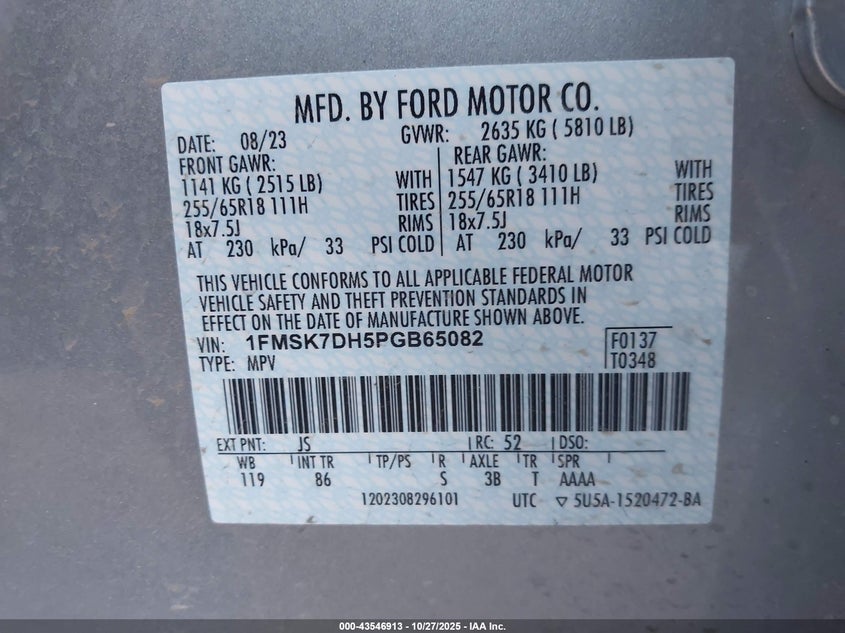 MFD. BY FORD MOTOR CO.
DATE: 08/23 GVWR: 2635 KG ( 5810 LB)
FRONT GAWR: REAR GAWR:
1141 KG ( 2515 LB) WITH 1547 KG ( 3410 LB) WITH
255/65R18 111H TIRES 255/65R18 111H TIRES
18x7.5J RIMS 18x7.5J RIMS
AT 230 kPa/ 33 PSI COLD AT 230 kPa/ 33 PSI COLD
THIS VEHICLE CONFORMS TO ALL APPLICABLE FEDERAL MOTOR
VEHICLE SAFETY AND THEFT PREVENTION STANDARDS IN
EFFECT ON THE DATE OF MANUFACTURE SHOWN ABOVE.
VIN: 1FMSK7DH5PGB65082 F0137
TYPE: MPV T0348
EXT PNT: JS RC: 52 DSO:
WB INT TR TP/PS R AXLE TR SPR
119 86 S 3B T AAAA
1202308296101 UTC ▽ 5U5A-1520472-BA
000-43546913 - 10/27/2025 - IAA Inc.